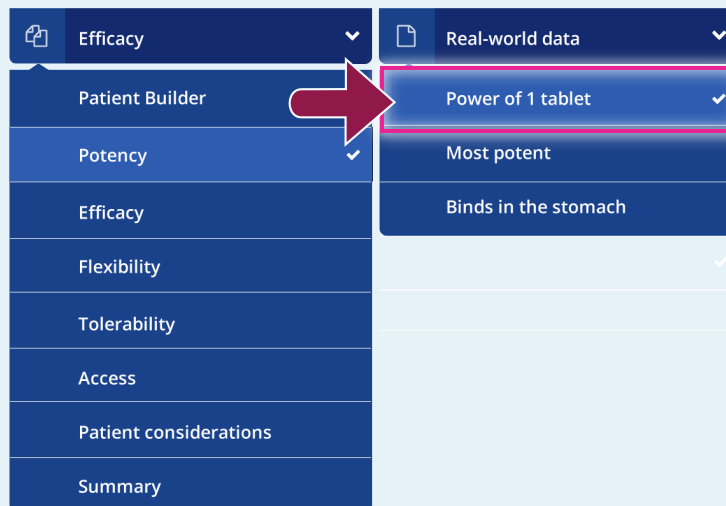 Efficacy
Patient Builder
Potency
Efficacy
Flexibility
Tolerability
Access
Patient considerations
Summary
Real-world data
Power of 1 tablet
Most potent
Binds in the stomach